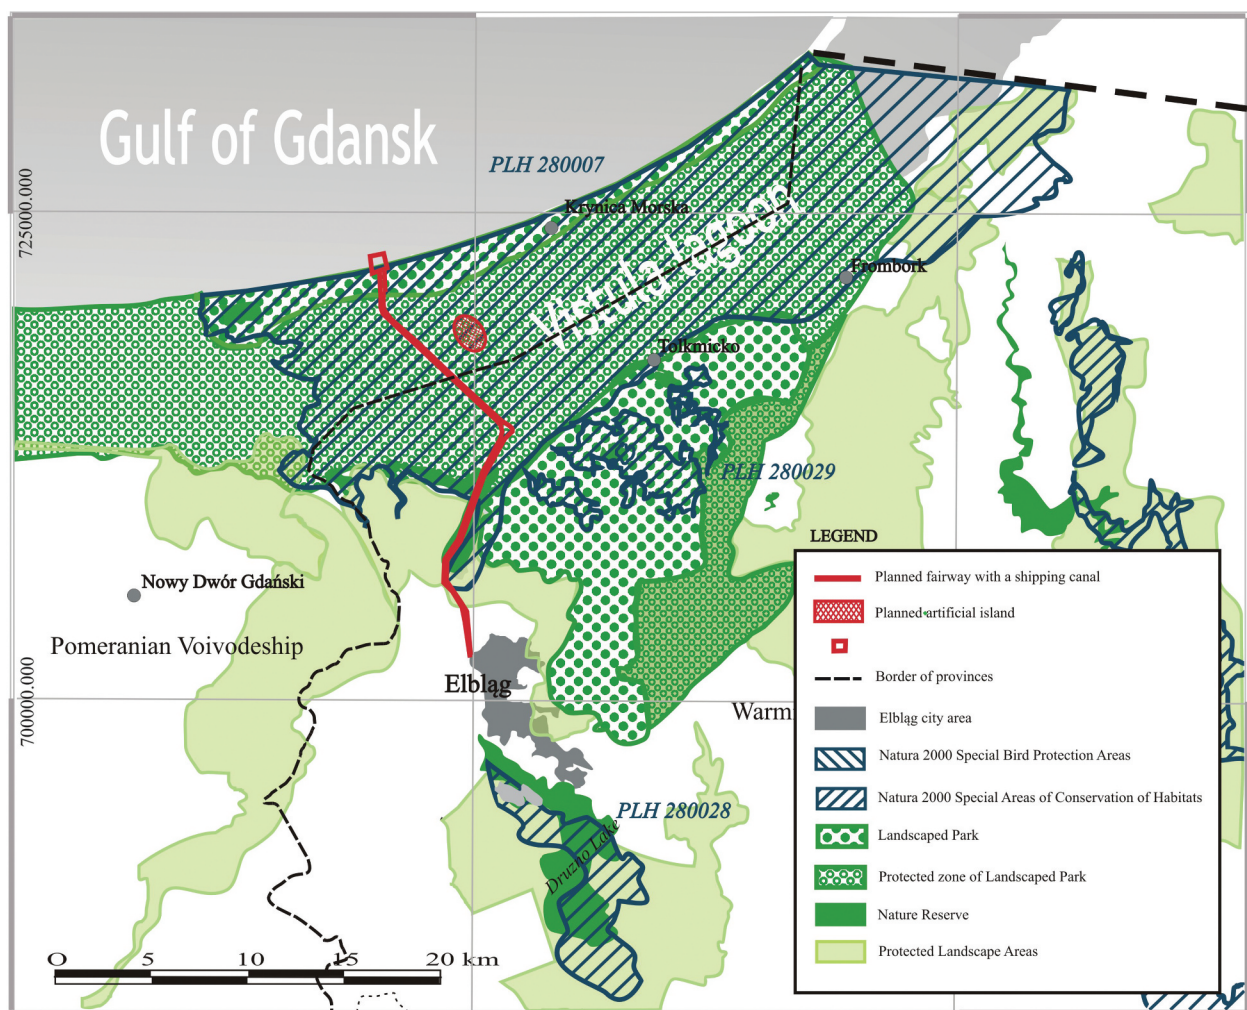 Gulf of Gdansk
PLH 280007
Krynica Morska
725000.000
Vistula lagoon
Frombork
Tolkmicko
PLH 280029
LEGEND
Nowy Dwór Gdański
Planned fairway with a shipping canal
Planned artificial island
Pomeranian Voivodeship
Border of provinces
Elbląg
700000.000
Warmi
Elbląg city area
Natura 2000 Special Bird Protection Areas
Natura 2000 Special Areas of Conservation of Habitats
PLH 280028
Landscaped Park
Druzno Lake
Protected zone of Landscaped Park
Nature Reserve
Protected Landscape Areas
0 5 10 15 20 km